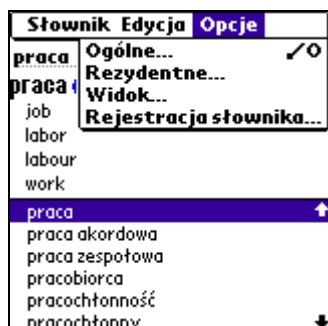 Słownik Edycja Opcje
praca
Ogólne... /O
praca
Rezydentne...
Widok...
job
Rejestracja słownika...
labor
labour
work
praca
praca akordowa
praca zespołowa
pracobiorca
pracochłonność
pracochłonny